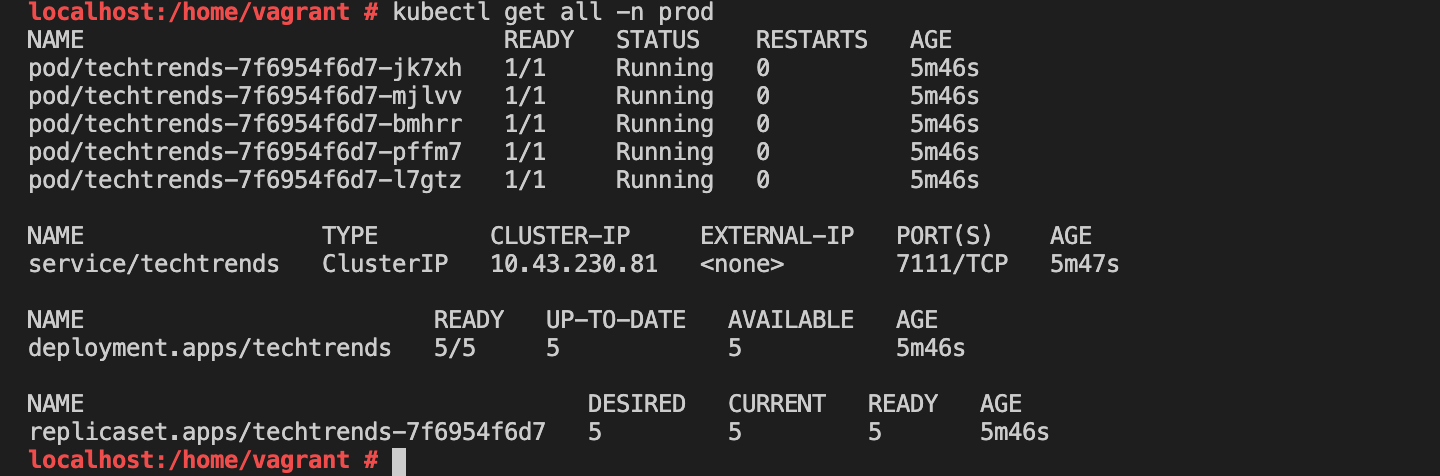 localhost:/home/vagrant # kubectl get all -n prod
NAME                              READY   STATUS    RESTARTS   AGE
pod/techtrends-7f6954f6d7-jk7xh   1/1     Running   0          5m46s
pod/techtrends-7f6954f6d7-mjlvv   1/1     Running   0          5m46s
pod/techtrends-7f6954f6d7-bmhrr   1/1     Running   0          5m46s
pod/techtrends-7f6954f6d7-pffm7   1/1     Running   0          5m46s
pod/techtrends-7f6954f6d7-l7gtz   1/1     Running   0          5m46s

NAME                 TYPE        CLUSTER-IP     EXTERNAL-IP   PORT(S)    AGE
service/techtrends   ClusterIP   10.43.230.81   <none>        7111/TCP   5m47s

NAME                         READY   UP-TO-DATE   AVAILABLE   AGE
deployment.apps/techtrends   5/5     5            5           5m46s

NAME                                    DESIRED   CURRENT   READY   AGE
replicaset.apps/techtrends-7f6954f6d7   5         5         5       5m46s
localhost:/home/vagrant #